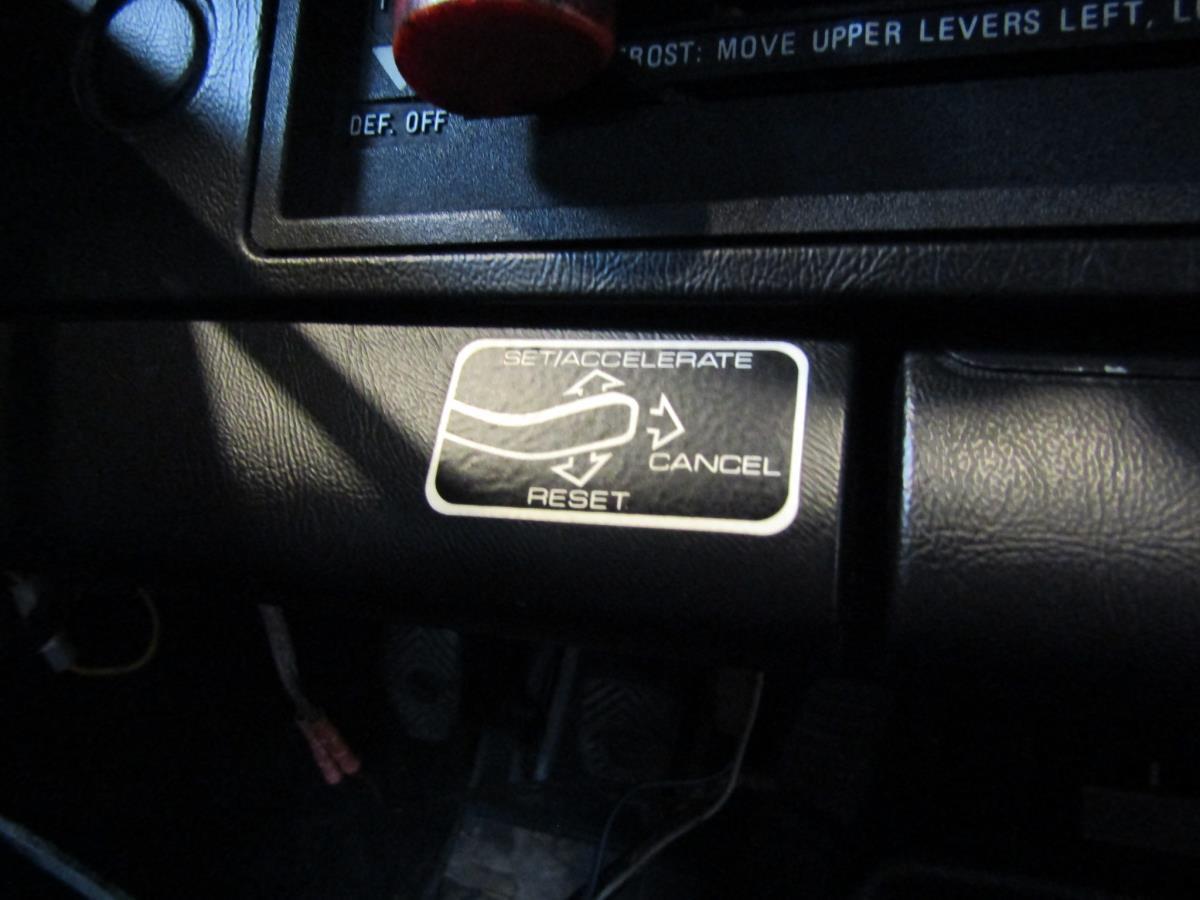 ROST: MOVE UPPER LEVERS LEFT,
DEF. OFF
SET/ACCELERATE
CANCEL
RESET